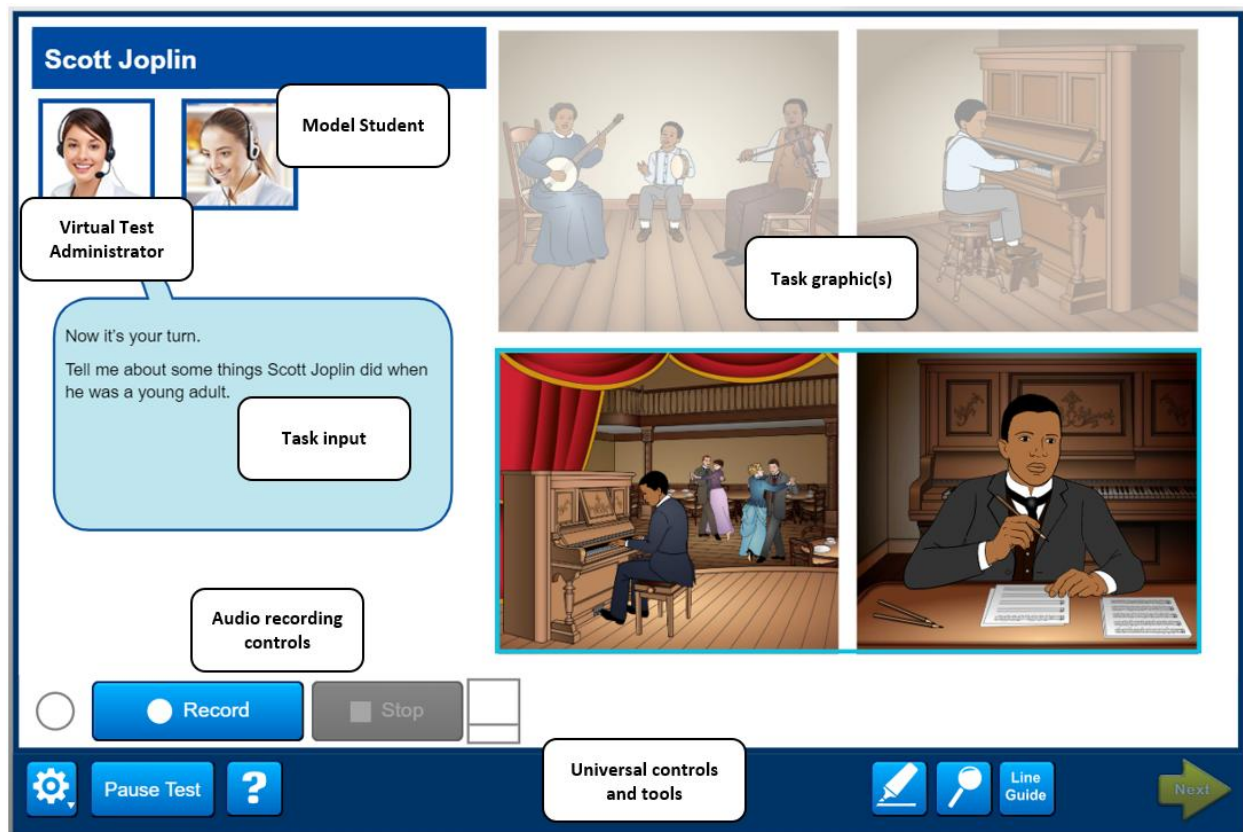 Scott Joplin
Model Student
Virtual Test
Administrator
Task graphic(s)
Now it's your turn.
Tell me about some things Scott Joplin did when
he was a young adult.
Task input
Audio recording
controls
Record
Stop
Universal controls
and tools
Pause Test
?
Line
Guide
Next